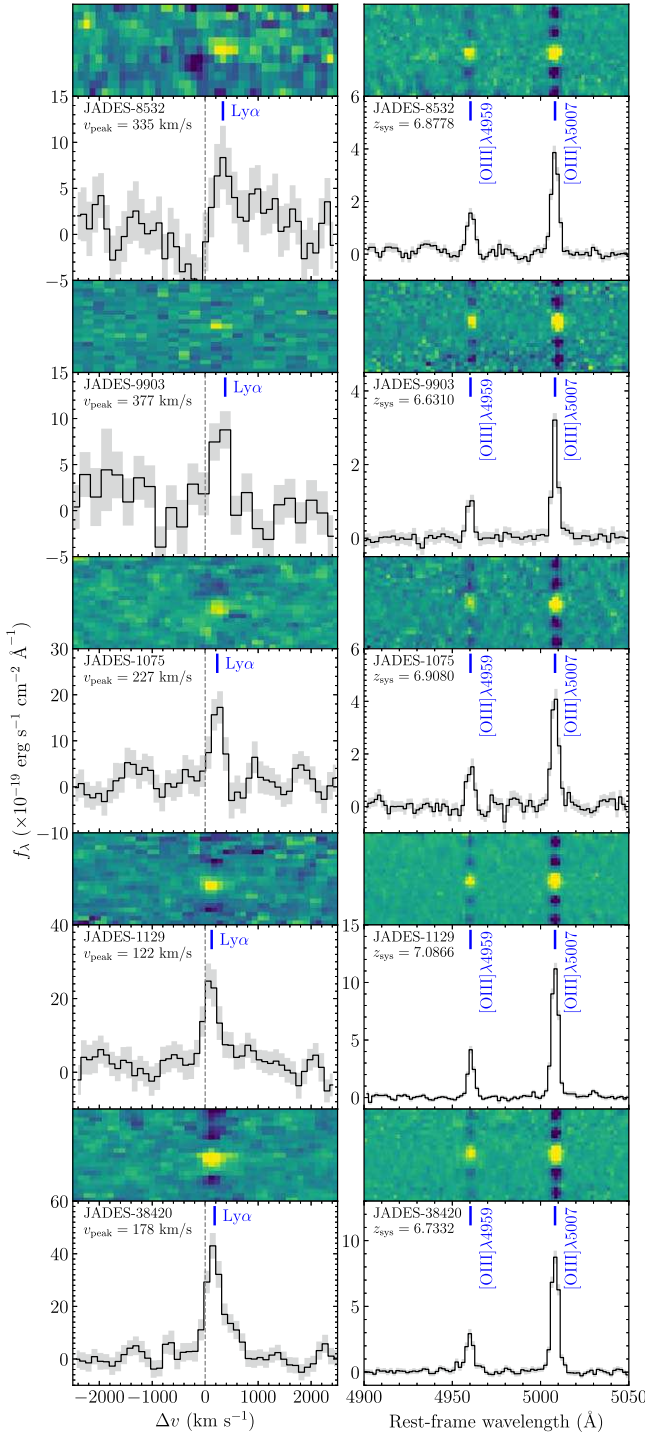 15
10
5
0
−5
JADES-8532
v_peak = 335 km/s
Lyα
6
4
2
0
JADES-8532
z_sys = 6.8778
[OIII]λ4959
[OIII]λ5007
15
10
5
0
−5
JADES-9903
v_peak = 377 km/s
Lyα
4
2
0
JADES-9903
z_sys = 6.6310
[OIII]λ4959
[OIII]λ5007
30
20
10
0
−10
JADES-1075
v_peak = 227 km/s
Lyα
6
4
2
0
JADES-1075
z_sys = 6.9080
[OIII]λ4959
[OIII]λ5007
f_λ (×10⁻¹⁹ erg s⁻¹ cm⁻² Å⁻¹)
40
20
0
JADES-1129
v_peak = 122 km/s
Lyα
15
10
5
0
JADES-1129
z_sys = 7.0866
[OIII]λ4959
[OIII]λ5007
60
40
20
0
JADES-38420
v_peak = 178 km/s
Lyα
10
5
0
JADES-38420
z_sys = 6.7332
[OIII]λ4959
[OIII]λ5007
−2000 −1000 0 1000 2000
Δv (km s⁻¹)
4900 4950 5000 5050
Rest-frame wavelength (Å)